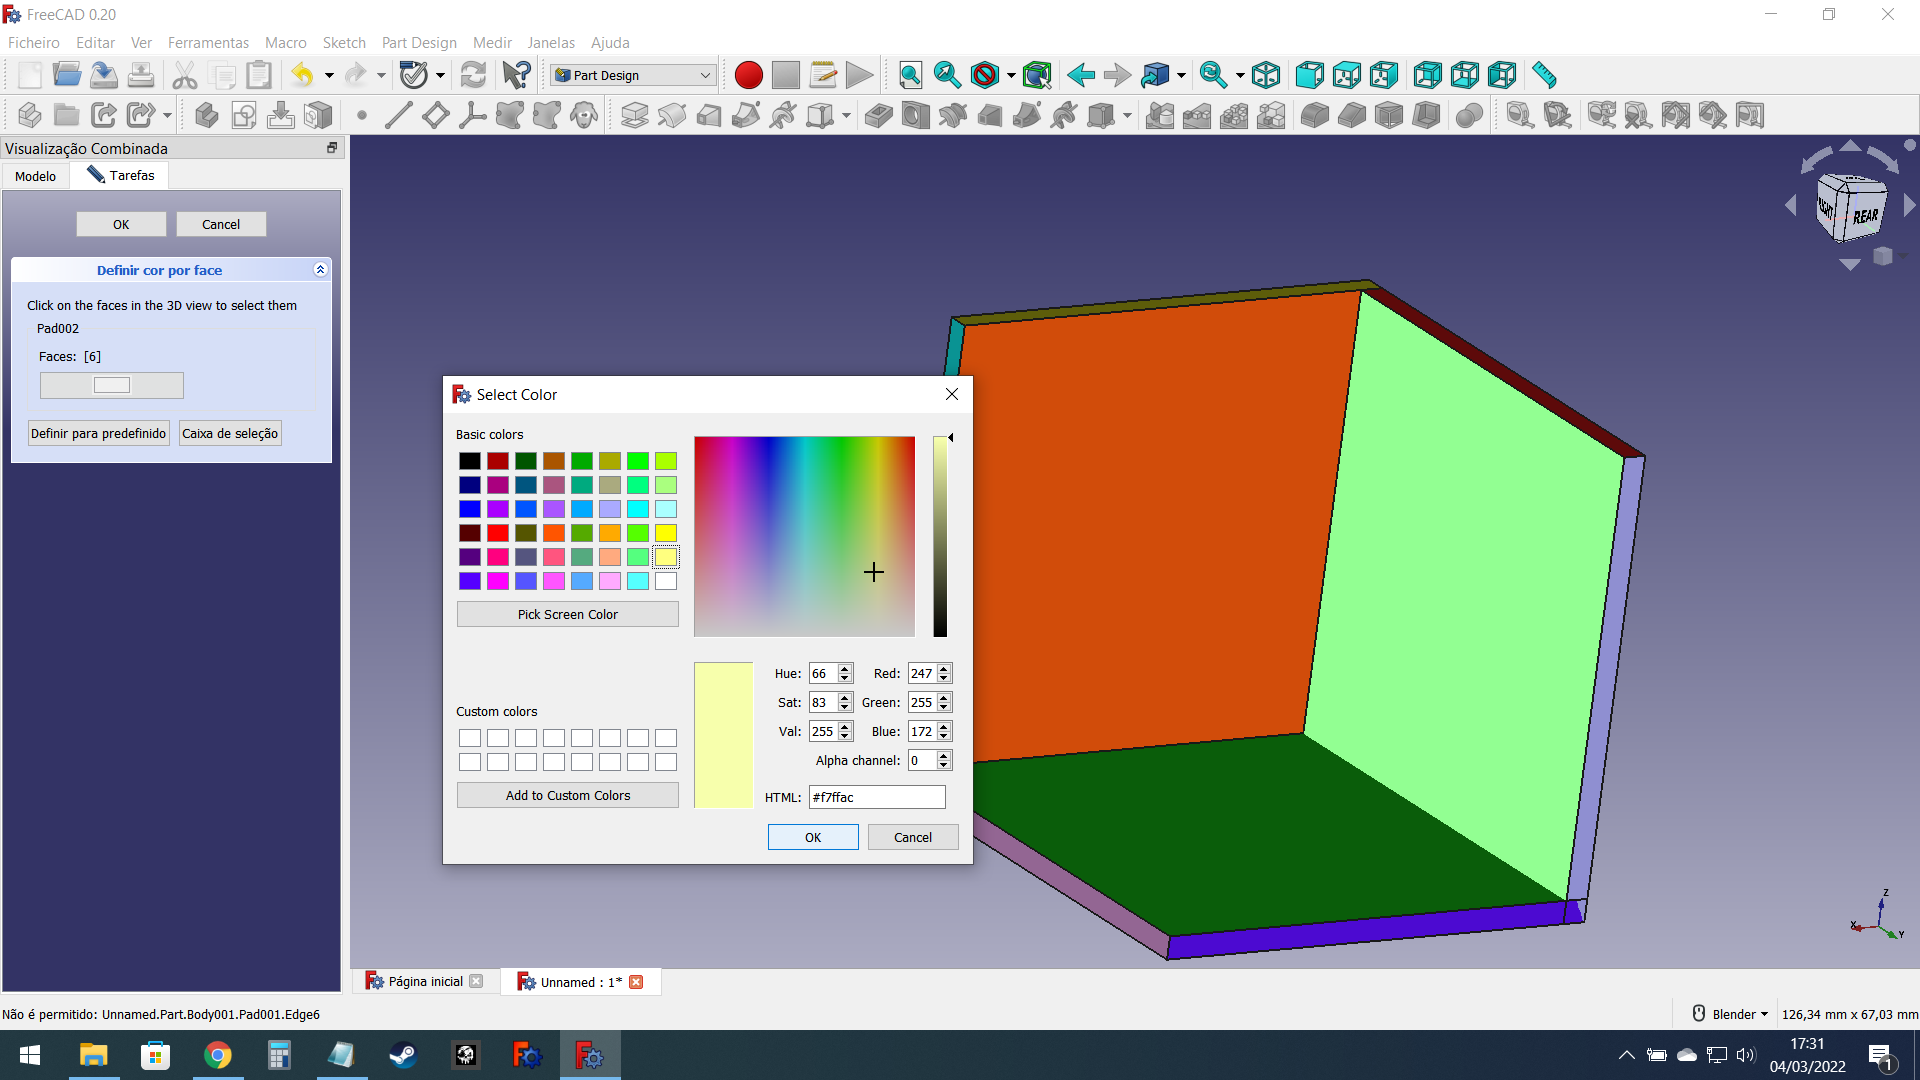 FreeCAD 0.20
Ficheiro Editar Ver Ferramentas Macro Sketch Part Design Medir Janelas Ajuda
Part Design
Visualização Combinada
Modelo Tarefas
OK Cancel
Definir cor por face
Click on the faces in the 3D view to select them
Pad002
Faces: [6]
Definir para predefinido Caixa de seleção
RIGHT REAR
Select Color
Basic colors
Pick Screen Color
Custom colors
Add to Custom Colors
Hue: 66 Red: 247
Sat: 83 Green: 255
Val: 255 Blue: 172
Alpha channel: 0
HTML: #f7ffac
OK Cancel
Z
X
Y
Página inicial Unnamed : 1*
Não é permitido: Unnamed.Part.Body001.Pad001.Edge6
Blender 126,34 mm x 67,03 mm
17:31
04/03/2022
1